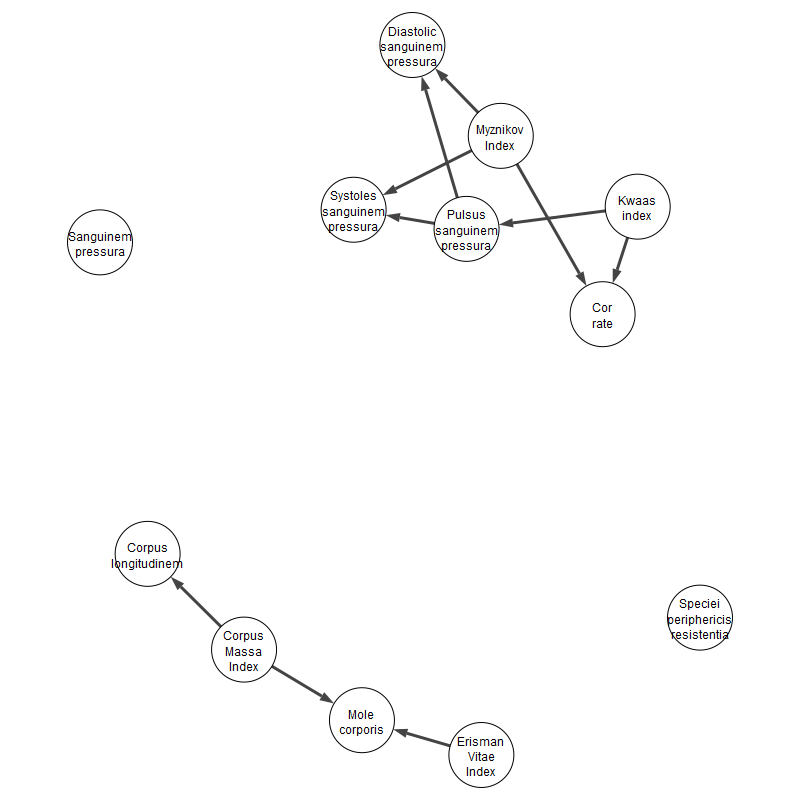 Diastolic
sanguinem
pressura
Myznikov
Index
Systoles
sanguinem
pressura
Pulsus
sanguinem
pressura
Kwaas
index
Sanguinem
pressura
Cor
rate
Corpus
longitudinem
Speciei
periphericis
resistentia
Corpus
Massa
Index
Mole
corporis
Erisman
Vitae
Index